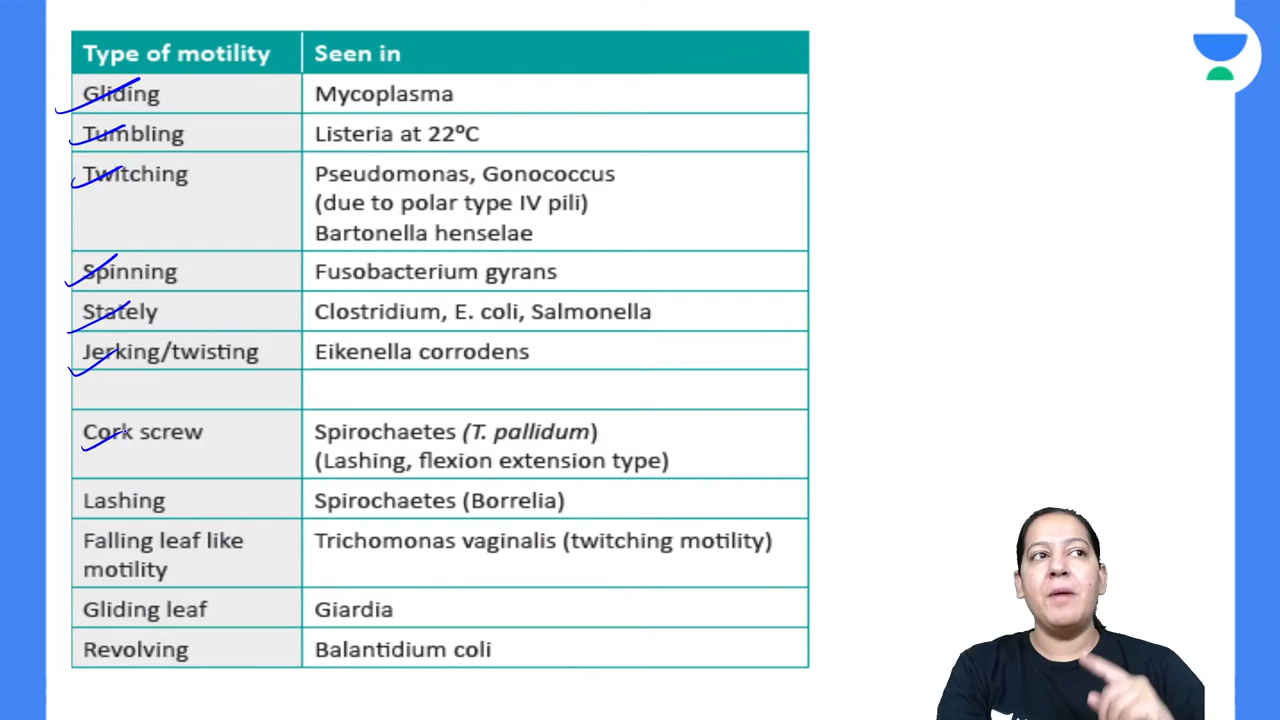 Type of motility Seen in
Gliding Mycoplasma
Tumbling Listeria at 22°C
Twitching Pseudomonas, Gonococcus
(due to polar type IV pili)
Bartonella henselae
Spinning Fusobacterium gyrans
Stately Clostridium, E. coli, Salmonella
Jerking/twisting Eikenella corrodens
Cork screw Spirochaetes (T. pallidum)
(Lashing, flexion extension type)
Lashing Spirochaetes (Borrelia)
Falling leaf like Trichomonas vaginalis (twitching motility)
motility
Gliding leaf Giardia
Revolving Balantidium coli